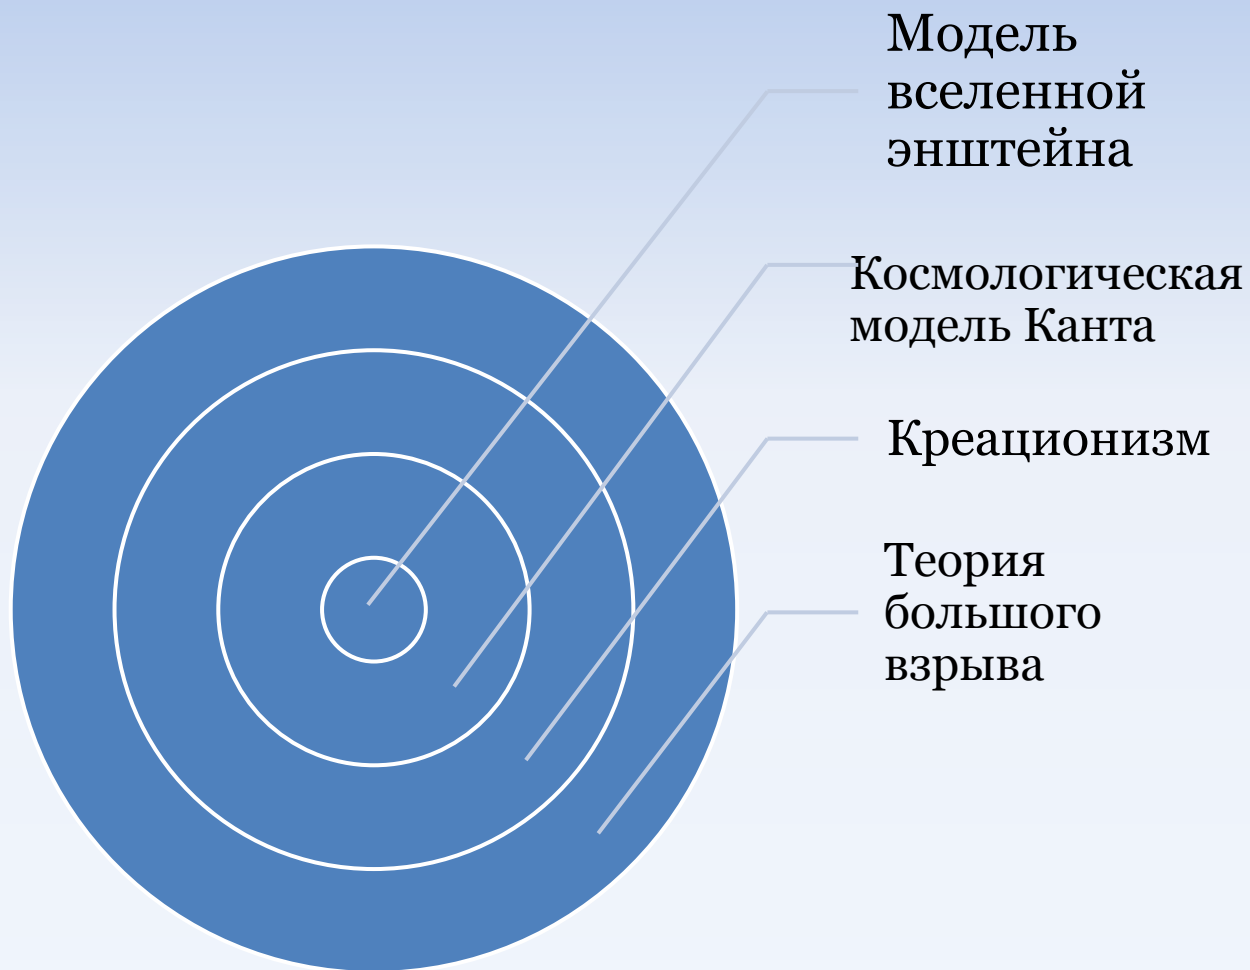 Модель
вселенной
энштейна
Космологическая
модель Канта
Креационизм
Теория
большого
взрыва